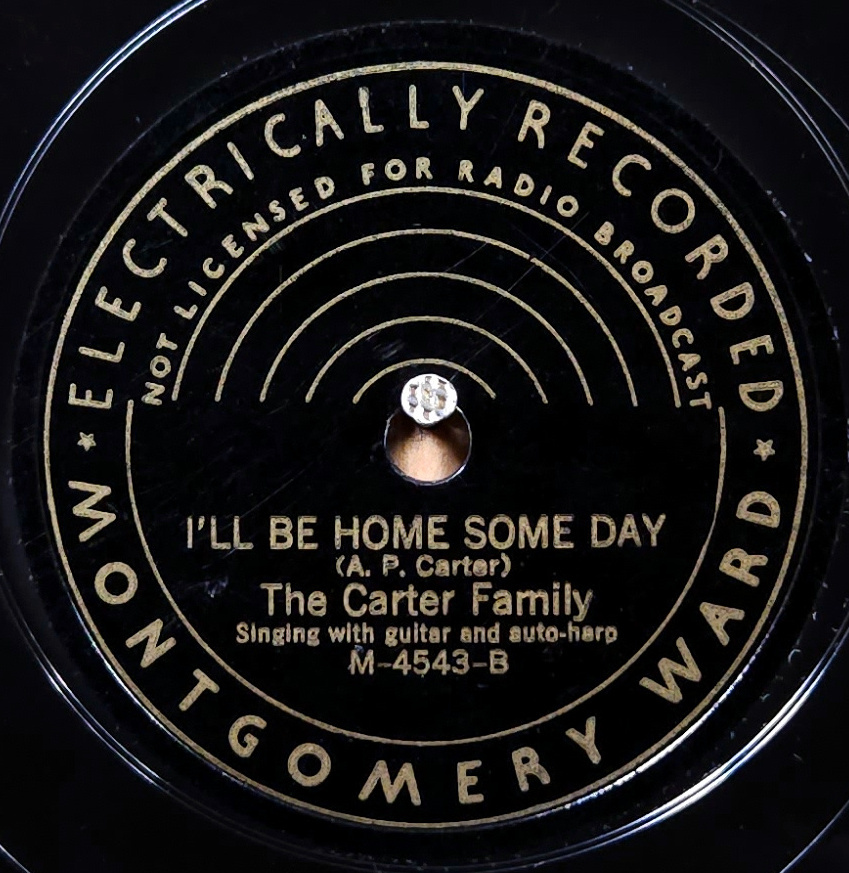 ★ ELECTRICALLY RECORDED ★
NOT LICENSED FOR RADIO BROADCAST
I'LL BE HOME SOME DAY
(A. P. Carter)
The Carter Family
Singing with guitar and auto-harp
M-4543-B
MONTGOMERY WARD